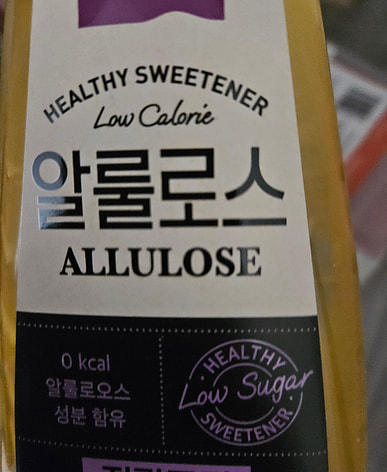 HEALTHY SWEETENER
Low Calorie
알룰로스
ALLULOSE
0 kcal
알룰로오스
성분 함유
HEALTHY
Low Sugar
SWEETENER